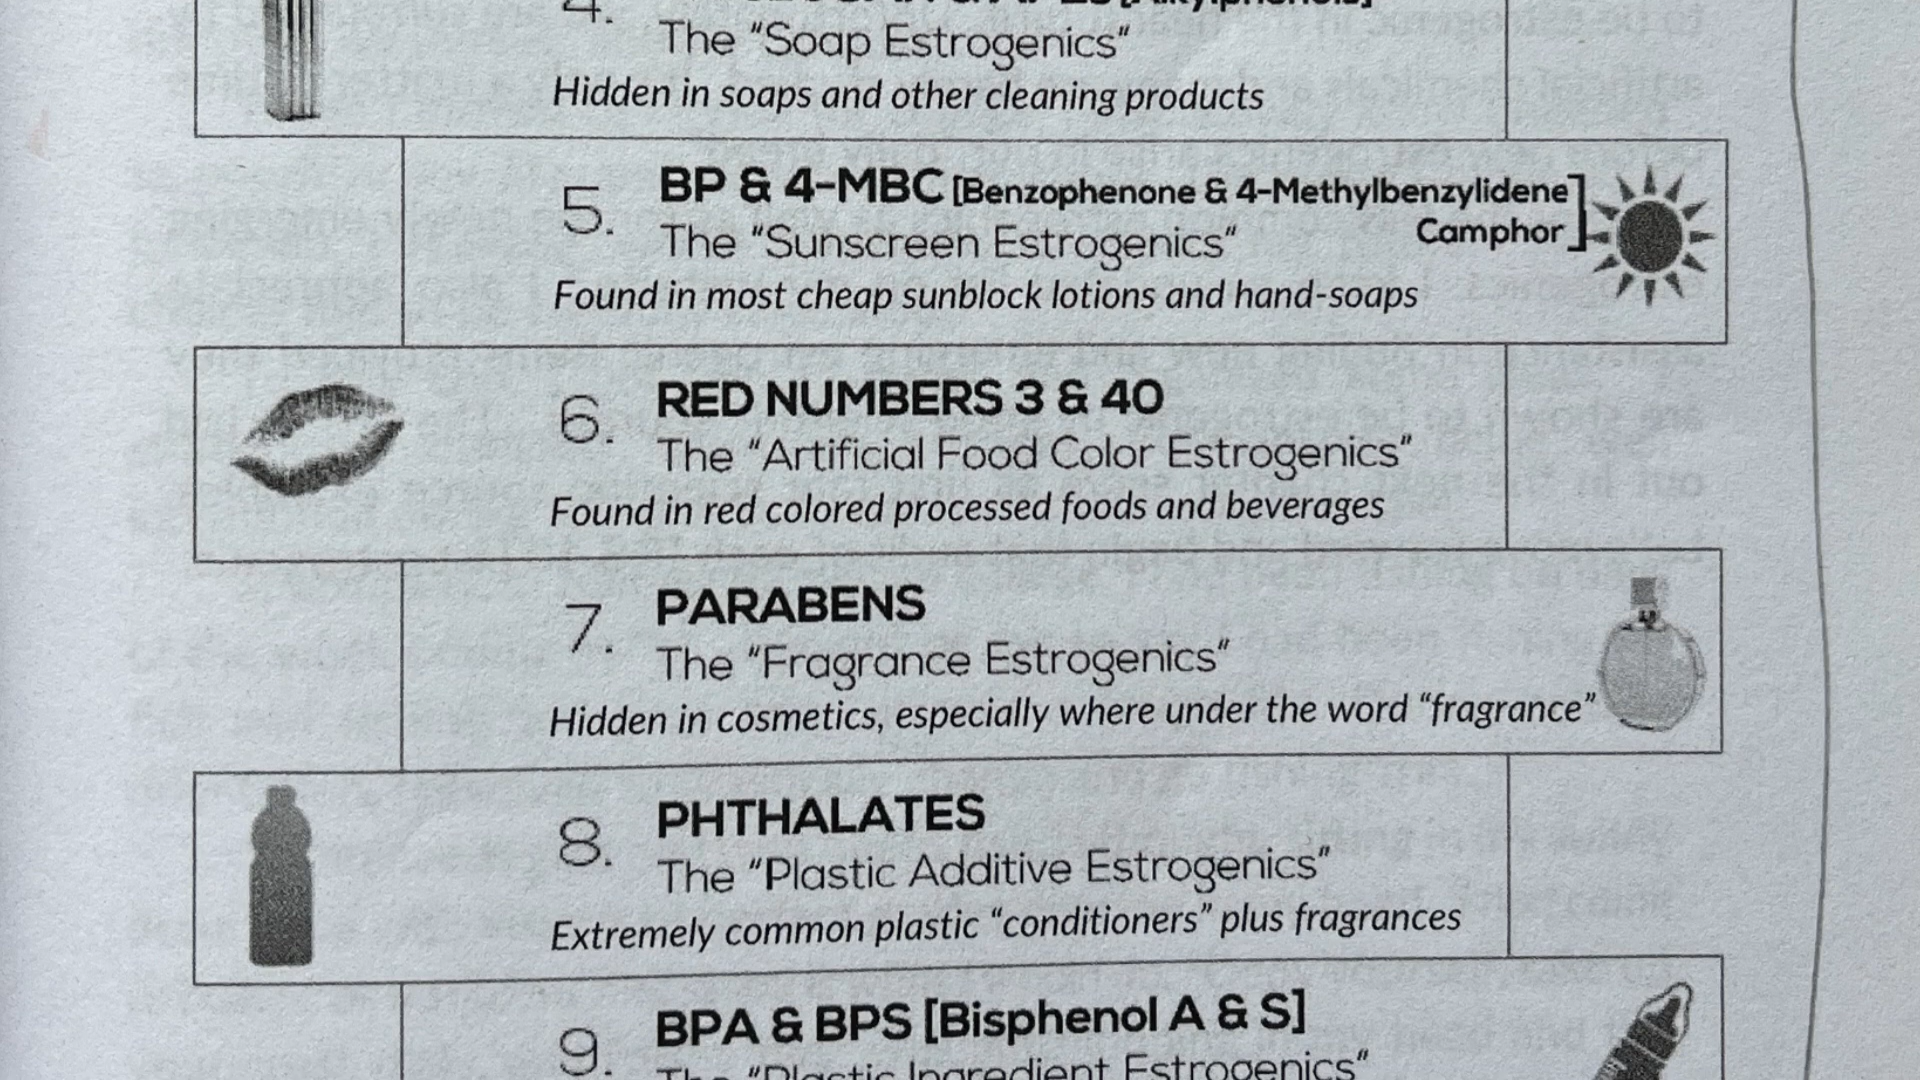 4.
The "Soap Estrogenics"
Hidden in soaps and other cleaning products
5. BP & 4-MBC [Benzophenone & 4-Methylbenzylidene
Camphor]
The "Sunscreen Estrogenics"
Found in most cheap sunblock lotions and hand-soaps
6. RED NUMBERS 3 & 40
The "Artificial Food Color Estrogenics"
Found in red colored processed foods and beverages
7. PARABENS
The "Fragrance Estrogenics"
Hidden in cosmetics, especially where under the word "fragrance"
8. PHTHALATES
The "Plastic Additive Estrogenics"
Extremely common plastic "conditioners" plus fragrances
9. BPA & BPS [Bisphenol A & S]
The "Plastic Ingredient Estrogenics"